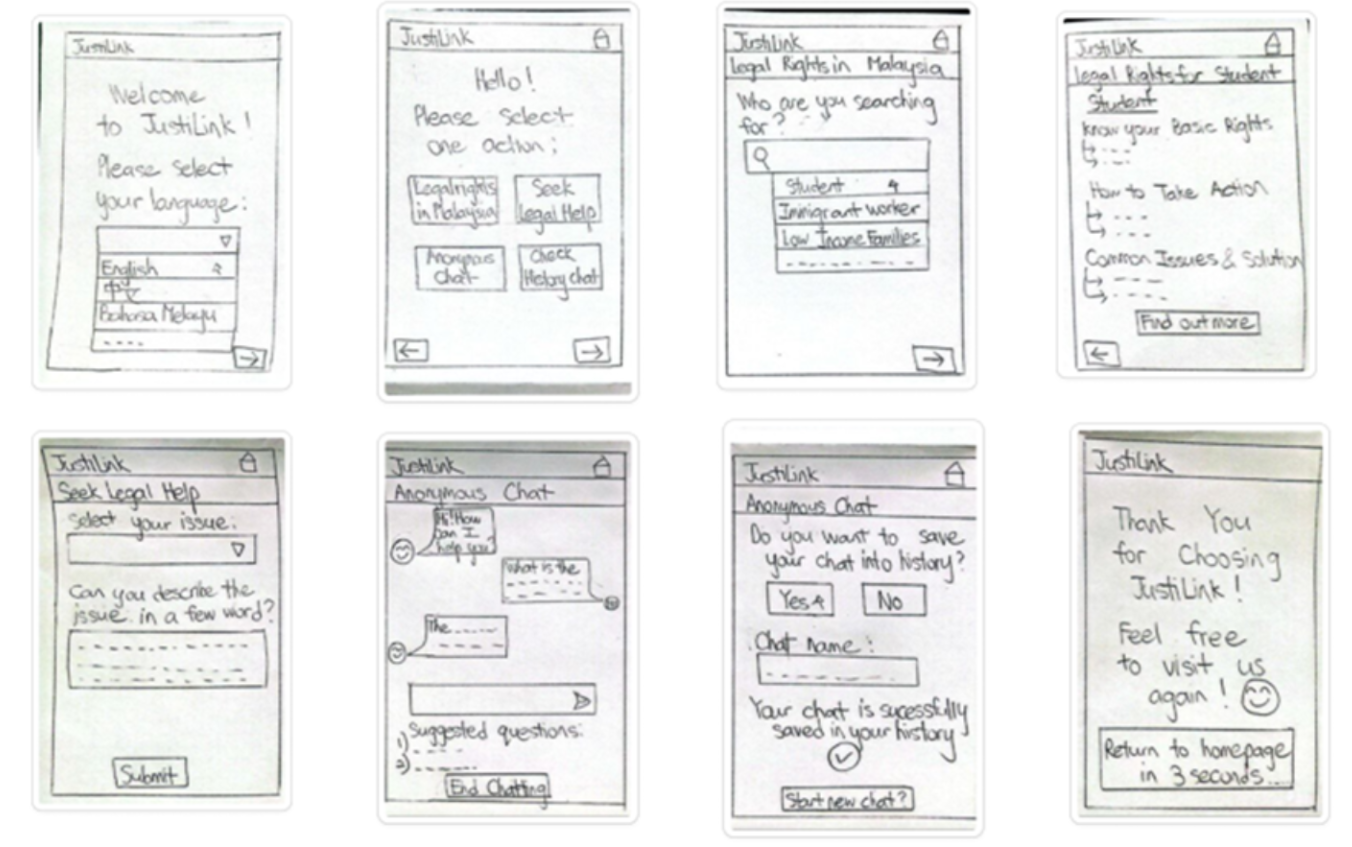 JustiLink
Welcome
to JustiLink!
Please select
your language:
English
中文
Bahasa Melayu
JustiLink
Hello!
Please select
one action:
Legal rights
in Malaysia
Seek
Legal Help
Anonymous
Chat
Check
History chat
JustiLink
Legal Rights in Malaysia
Who are you searching
for?
Student
Immigrant worker
Low Income Families
JustiLink
Legal Rights for Student
Student
Know your Basic Rights
How to Take Action
Common Issues & Solution
Find out more
JustiLink
Seek Legal Help
Select your issue:
Can you describe the
issue in a few word?
Submit
JustiLink
Anonymous Chat
Hi! How
can I
help you?
What is the
The
Suggested questions:
1)
2)
End Chatting
JustiLink
Anonymous Chat
Do you want to save
your chat into history?
Yes
No
Chat name:
Your chat is sucessfully
saved in your history
Start new chat?
JustiLink
Thank You
for Choosing
JustiLink!
Feel free
to visit us
again!
Return to homepage
in 3 seconds...